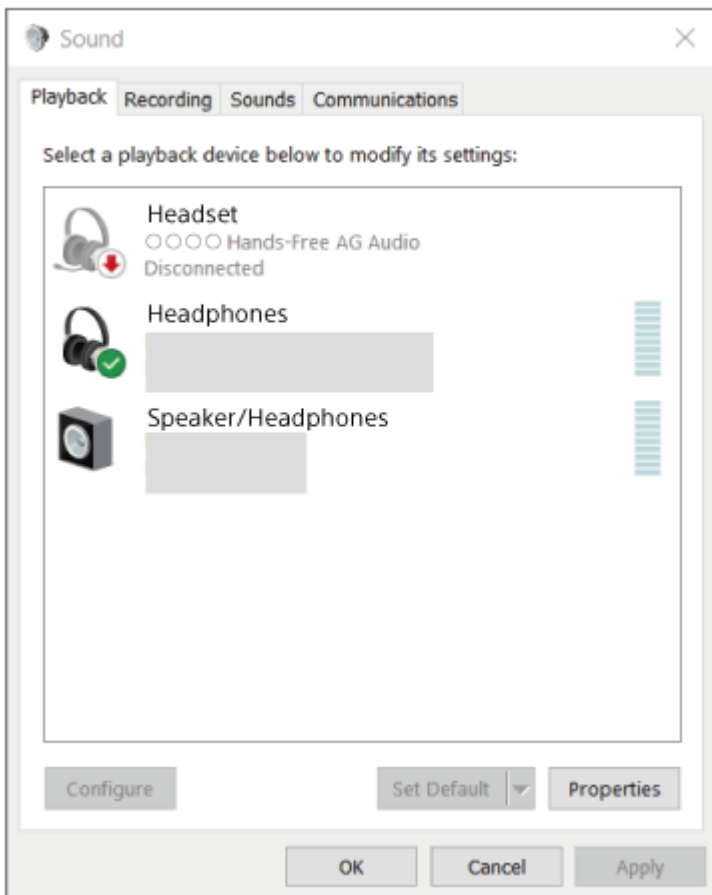 Sound
Playback Recording Sounds Communications
Select a playback device below to modify its settings:
Headset
○○○○ Hands-Free AG Audio
Disconnected
Headphones
Speaker/Headphones
Configure Set Default Properties
OK Cancel Apply